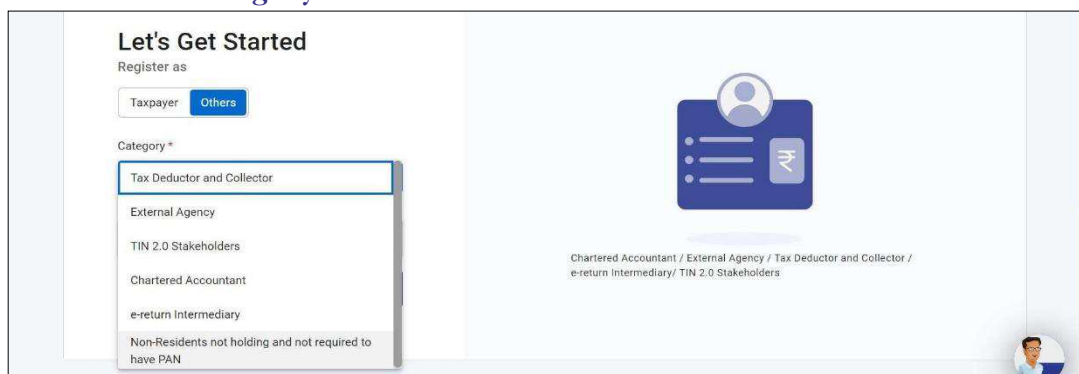 Let's Get Started
Register as
Taxpayer Others
Category *
Tax Deductor and Collector
External Agency
TIN 2.0 Stakeholders
Chartered Accountant
e-return Intermediary
Non-Residents not holding and not required to
have PAN
₹
Chartered Accountant / External Agency / Tax Deductor and Collector /
e-return Intermediary/ TIN 2.0 Stakeholders